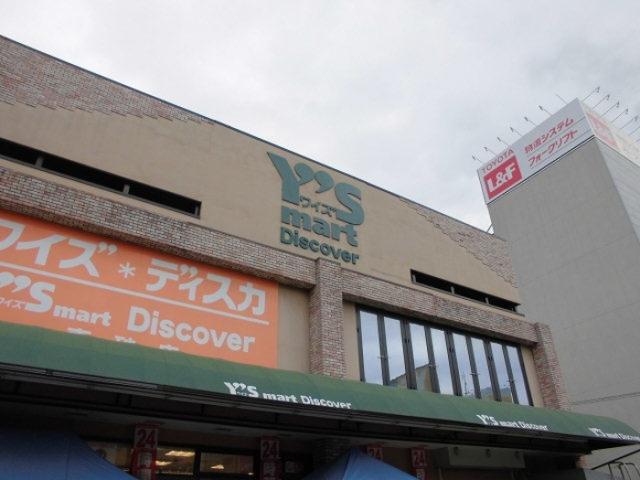 Y's
ワイズ
mart
Discover
TOYOTA
L&F
物流システム
フォークリフト
ワイズ*ディスカ
Y's mart Discover
ワイズ
Y's mart Discover
Y's mart Discover
Y's mart Discover
24
24
24